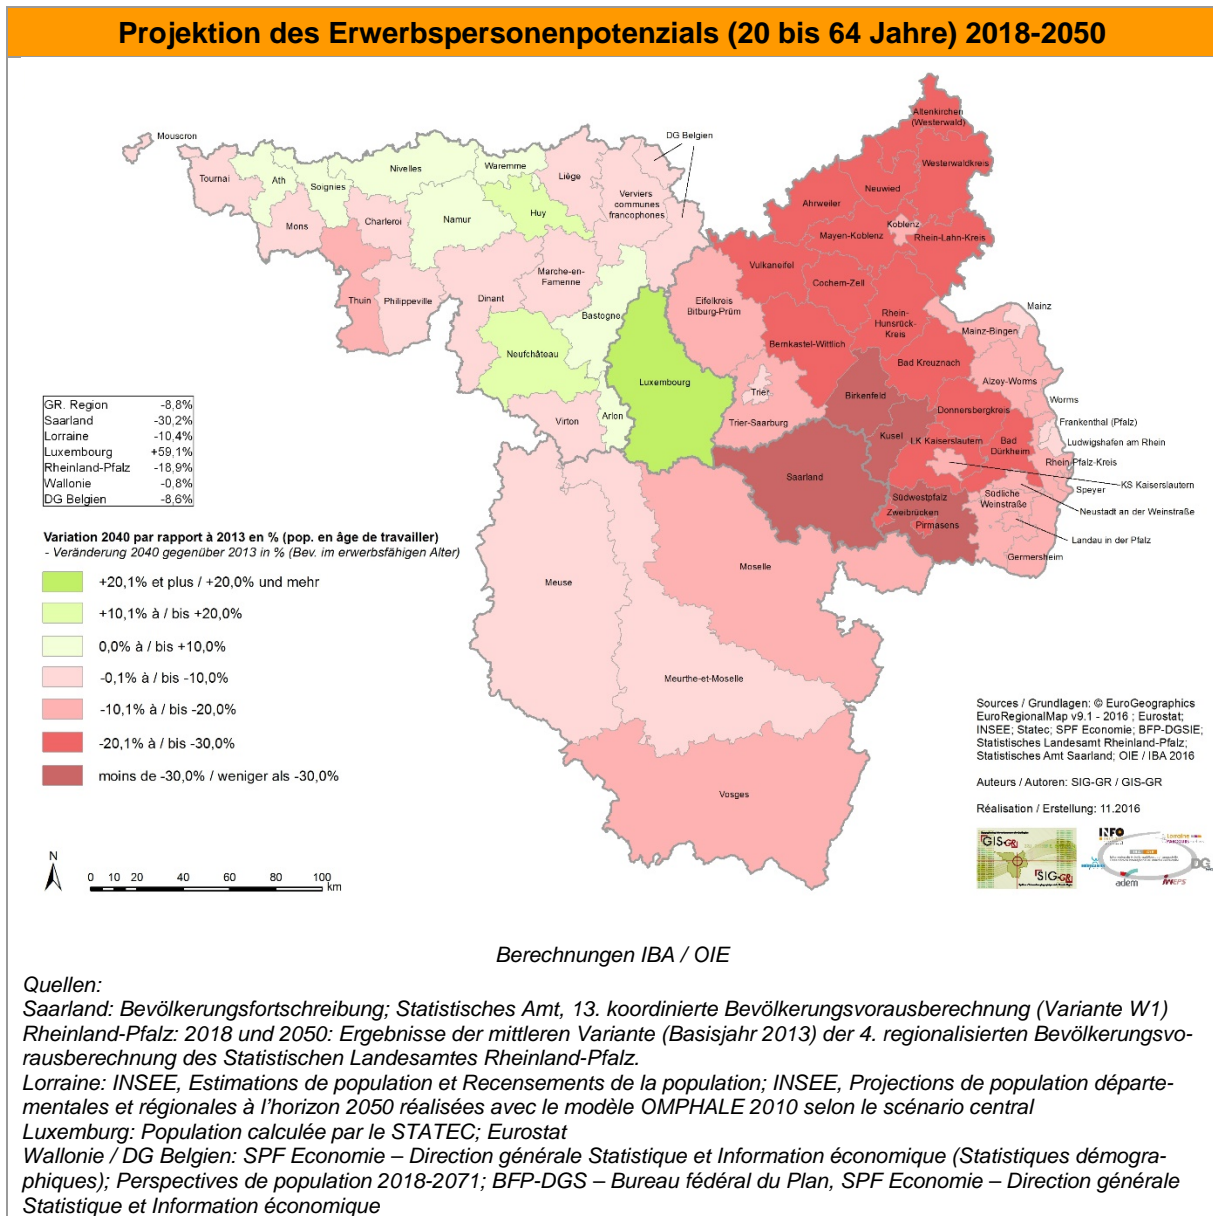 Projektion des Erwerbspersonenpotenzials (20 bis 64 Jahre) 2018-2050
Mouscron
Tournai
Ath
Soignies
Nivelles
Waremme
Liège
DG Belgien
Verviers
communes
francophones
Mons
Charleroi
Namur
Huy
Thuin
Philippeville
Dinant
Marche-en-
Famenne
Bastogne
Neufchâteau
Virton
Arlon
Luxembourg
Altenkirchen
(Westerwald)
Westerwaldkreis
Neuwied
Ahrweiler
Koblenz
Mayen-Koblenz
Rhein-Lahn-Kreis
Vulkaneifel
Cochem-Zell
Eifelkreis
Bitburg-Prüm
Rhein-
Hunsrück-
Kreis
Mainz
Mainz-Bingen
Bernkastel-Wittlich
Bad Kreuznach
Alzey-Worms
Trier
Birkenfeld
Worms
Trier-Saarburg
Donnersbergkreis
Frankenthal (Pfalz)
Kusel
LK Kaiserslautern
Bad
Dürkheim
Ludwigshafen am Rhein
Rhein-Pfalz-Kreis
Saarland
KS Kaiserslautern
Speyer
Südwestpfalz
Südliche
Weinstraße
Neustadt an der Weinstraße
Zweibrücken
Pirmasens
Landau in der Pfalz
Germersheim
Meuse
Moselle
Meurthe-et-Moselle
Vosges
GR. Region -8,8%
Saarland -30,2%
Lorraine -10,4%
Luxembourg +59,1%
Rheinland-Pfalz -18,9%
Wallonie -0,8%
DG Belgien -8,6%
Variation 2040 par rapport à 2013 en % (pop. en âge de travailler)
- Veränderung 2040 gegenüber 2013 in % (Bev. im erwerbsfähigen Alter)
+20,1% et plus / +20,0% und mehr
+10,1% à / bis +20,0%
0,0% à / bis +10,0%
-0,1% à / bis -10,0%
-10,1% à / bis -20,0%
-20,1% à / bis -30,0%
moins de -30,0% / weniger als -30,0%
N
0 10 20 40 60 80 100
km
Sources / Grundlagen: © EuroGeographics
EuroRegionalMap v9.1 - 2016 ; Eurostat;
INSEE; Statec; SPF Economie; BFP-DGSIE;
Statistisches Landesamt Rheinland-Pfalz;
Statistisches Amt Saarland; OIE / IBA 2016
Auteurs / Autoren: SIG-GR / GIS-GR
Réalisation / Erstellung: 11.2016
GIS-GR
SIG-GR
INFO
Lorraine
adem
DG
Berechnungen IBA / OIE
Quellen:
Saarland: Bevölkerungsfortschreibung; Statistisches Amt, 13. koordinierte Bevölkerungsvorausberechnung (Variante W1)
Rheinland-Pfalz: 2018 und 2050: Ergebnisse der mittleren Variante (Basisjahr 2013) der 4. regionalisierten Bevölkerungsvo-
rausberechnung des Statistischen Landesamtes Rheinland-Pfalz.
Lorraine: INSEE, Estimations de population et Recensements de la population; INSEE, Projections de population départe-
mentales et régionales à l'horizon 2050 réalisées avec le modèle OMPHALE 2010 selon le scénario central
Luxemburg: Population calculée par le STATEC; Eurostat
Wallonie / DG Belgien: SPF Economie – Direction générale Statistique et Information économique (Statistiques démogra-
phiques); Perspectives de population 2018-2071; BFP-DGS – Bureau fédéral du Plan, SPF Economie – Direction générale
Statistique et Information économique